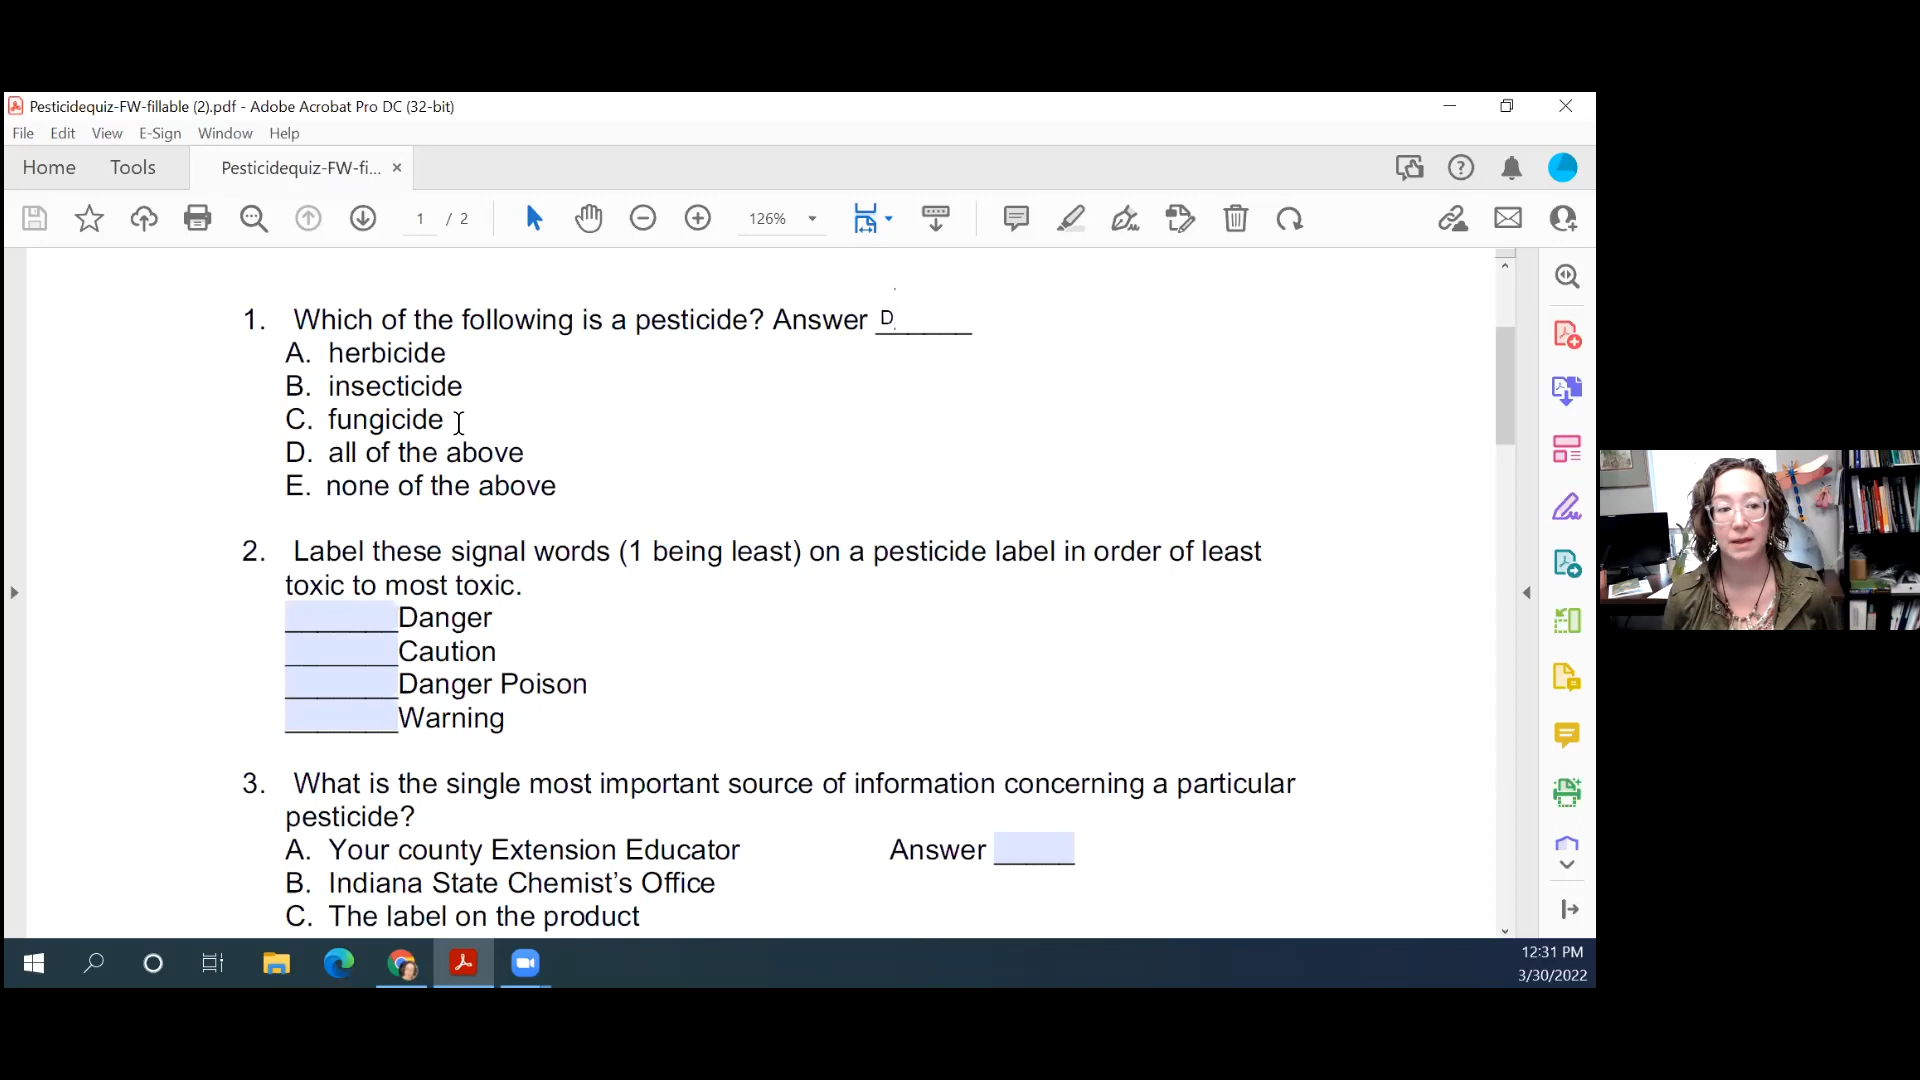 Pesticidequiz-FW-fillable (2).pdf - Adobe Acrobat Pro DC (32-bit)
File Edit View E-Sign Window Help
Home Tools Pesticidequiz-FW-fi... ×
1 / 2 126%
1. Which of the following is a pesticide? Answer D
A. herbicide
B. insecticide
C. fungicide
D. all of the above
E. none of the above
2. Label these signal words (1 being least) on a pesticide label in order of least
toxic to most toxic.
_______Danger
_______Caution
_______Danger Poison
_______Warning
3. What is the single most important source of information concerning a particular
pesticide?
A. Your county Extension Educator Answer _____
B. Indiana State Chemist's Office
C. The label on the product
12:31 PM
3/30/2022